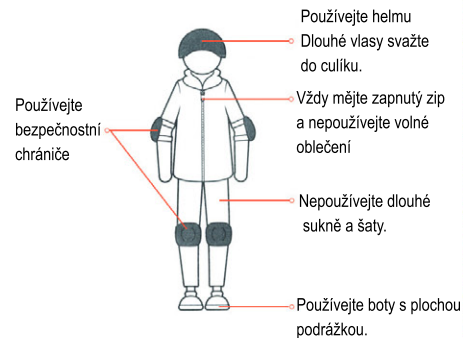 Používejte helmu
Dlouhé vlasy svažte
do culíku.
Používejte
bezpečnostní
chrániče
Vždy mějte zapnutý zip
a nepoužívejte volné
oblečení
Nepoužívejte dlouhé
sukně a šaty.
Používejte boty s plochou
podrážkou.